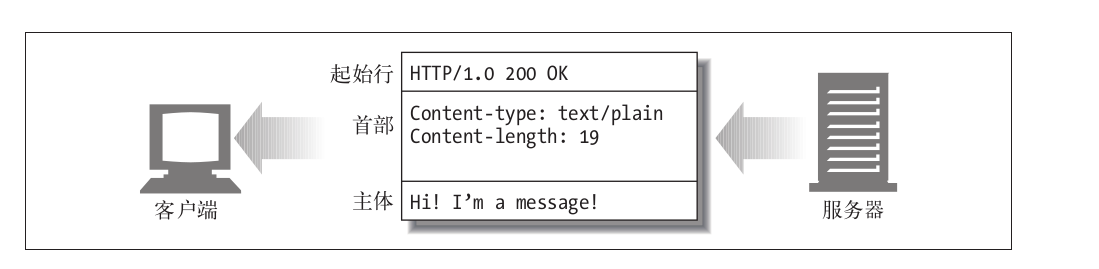 起始行 HTTP/1.0 200 OK
首部 Content-type: text/plain
Content-length: 19
主体 Hi! I’m a message!
客户端
服务器